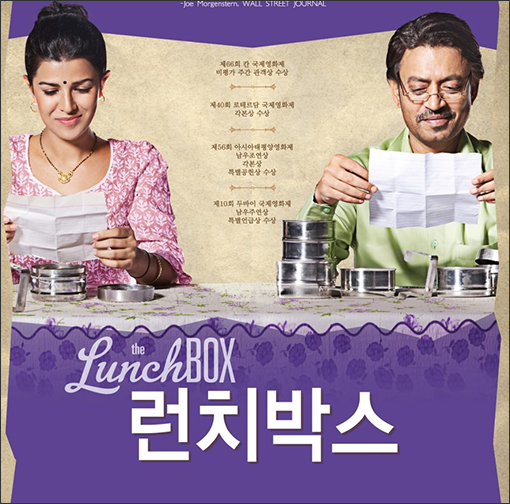 -Joe Morgenstern, WALL STREET JOURNAL
제66회 칸 국제영화제
비평가 주간 관객상 수상
제40회 로테르담 국제영화제
각본상 수상
제56회 아시아태평양영화제
남우조연상
각본상
특별공헌상 수상
제10회 두바이 국제영화제
남우주연상
특별언급상 수상
the
LunchBOX
런치박스